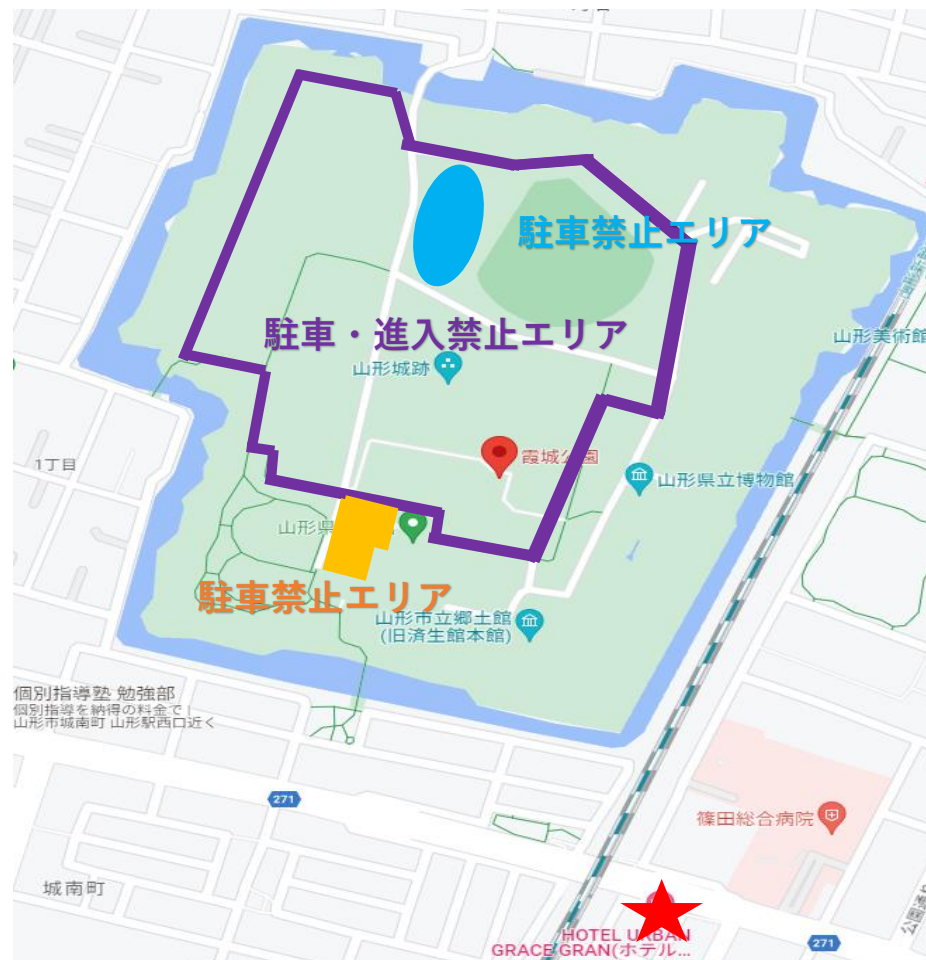 駐車禁止エリア
駐車・進入禁止エリア
山形美術館
山形城跡
霞城公園
1丁目
山形県立博物館
山形県
駐車禁止エリア
山形市立郷土館
(旧済生館本館)
個別指導塾 勉強部
個別指導を納得の料金で！
山形市城南町 山形駅西口近く
271
篠田総合病院
城南町
HOTEL URBAN
GRACE GRAN(ホテル...
271